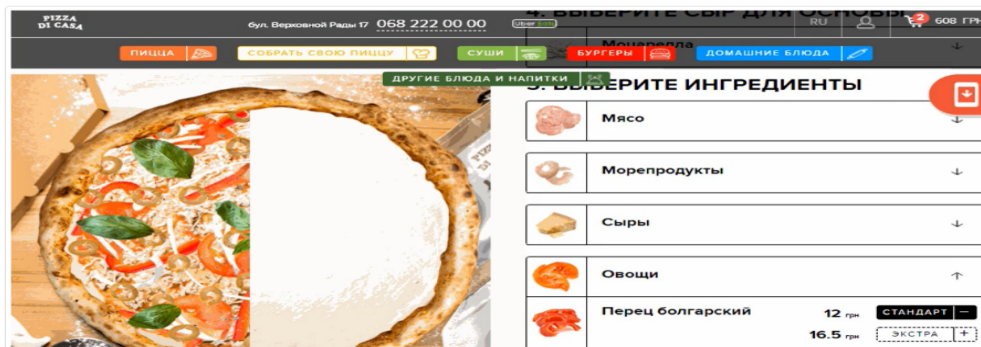 PIZZA
DI CASA
бул. Верховной Рады 17 068 222 00 00
Uber Eats
RU
2
608 ГРН
4. ВЫБЕРИТЕ СЫР ДЛЯ ОСНОВЫ
Моцарелла
ПИЦЦА
СОБРАТЬ СВОЮ ПИЦЦУ
СУШИ
БУРГЕРЫ
ДОМАШНИЕ БЛЮДА
ДРУГИЕ БЛЮДА И НАПИТКИ
5. ВЫБЕРИТЕ ИНГРЕДИЕНТЫ
Мясо
Морепродукты
Сыры
Овощи
Перец болгарский 12 грн СТАНДАРТ −
16.5 грн ЭКСТРА +